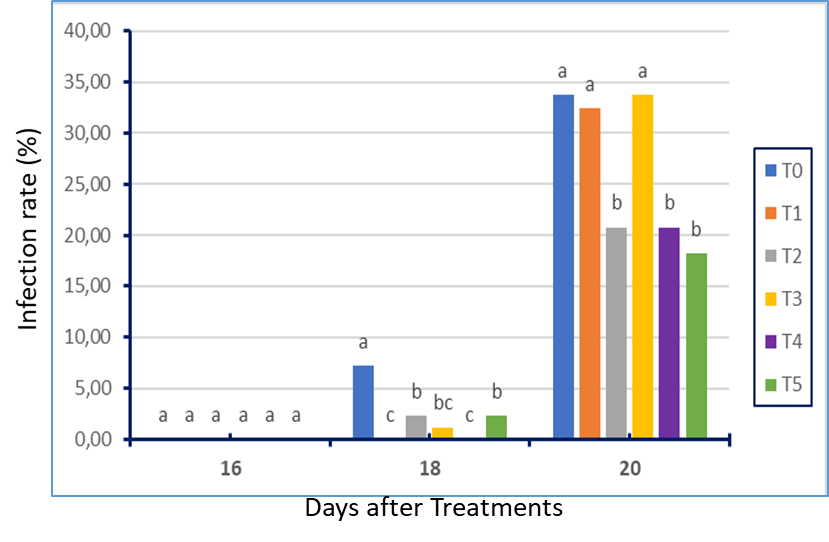 40,00
35,00
30,00
25,00
20,00
15,00
10,00
5,00
0,00
Infection rate (%)
a a a a a a
a c b bc c b
a a b a b b
16 18 20
Days after Treatments
T0
T1
T2
T3
T4
T5